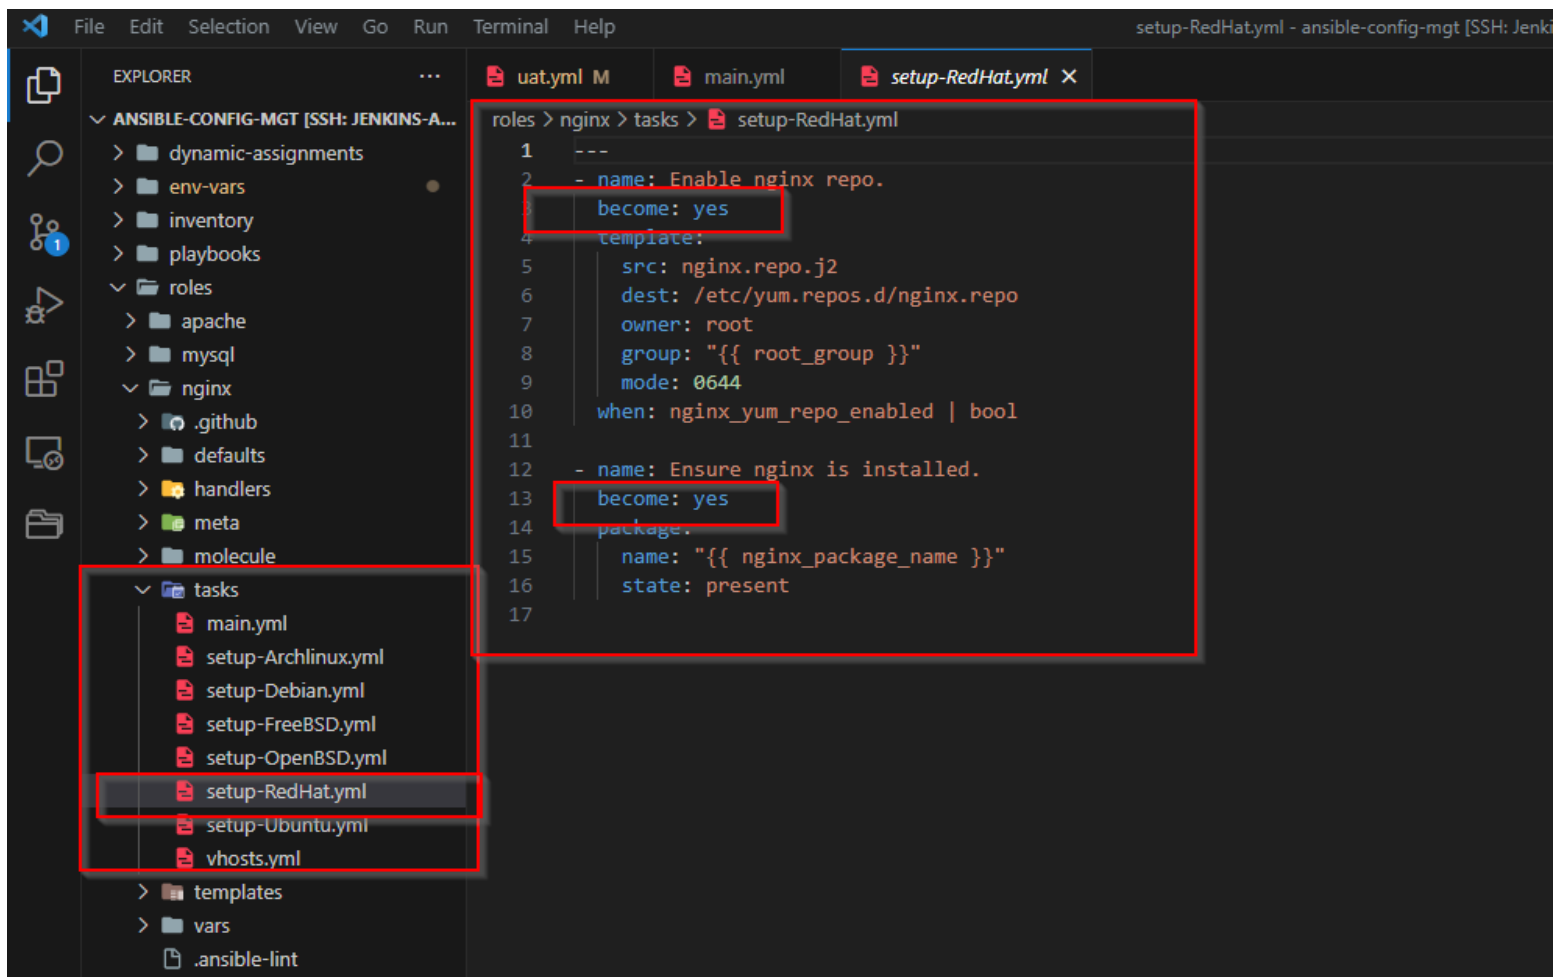 File Edit Selection View Go Run Terminal Help
setup-RedHat.yml - ansible-config-mgt [SSH: Jenki
EXPLORER ...
ANSIBLE-CONFIG-MGT [SSH: JENKINS-A...
dynamic-assignments
env-vars
inventory
playbooks
roles
apache
mysql
nginx
.github
defaults
handlers
meta
molecule
tasks
main.yml
setup-Archlinux.yml
setup-Debian.yml
setup-FreeBSD.yml
setup-OpenBSD.yml
setup-RedHat.yml
setup-Ubuntu.yml
vhosts.yml
templates
vars
.ansible-lint
1
uat.yml M
main.yml
setup-RedHat.yml
roles > nginx > tasks > setup-RedHat.yml
1 ---
2 - name: Enable nginx repo.
3 become: yes
4 template:
5 src: nginx.repo.j2
6 dest: /etc/yum.repos.d/nginx.repo
7 owner: root
8 group: "{{ root_group }}"
9 mode: 0644
10 when: nginx_yum_repo_enabled | bool
11
12 - name: Ensure nginx is installed.
13 become: yes
14 package:
15 name: "{{ nginx_package_name }}"
16 state: present
17